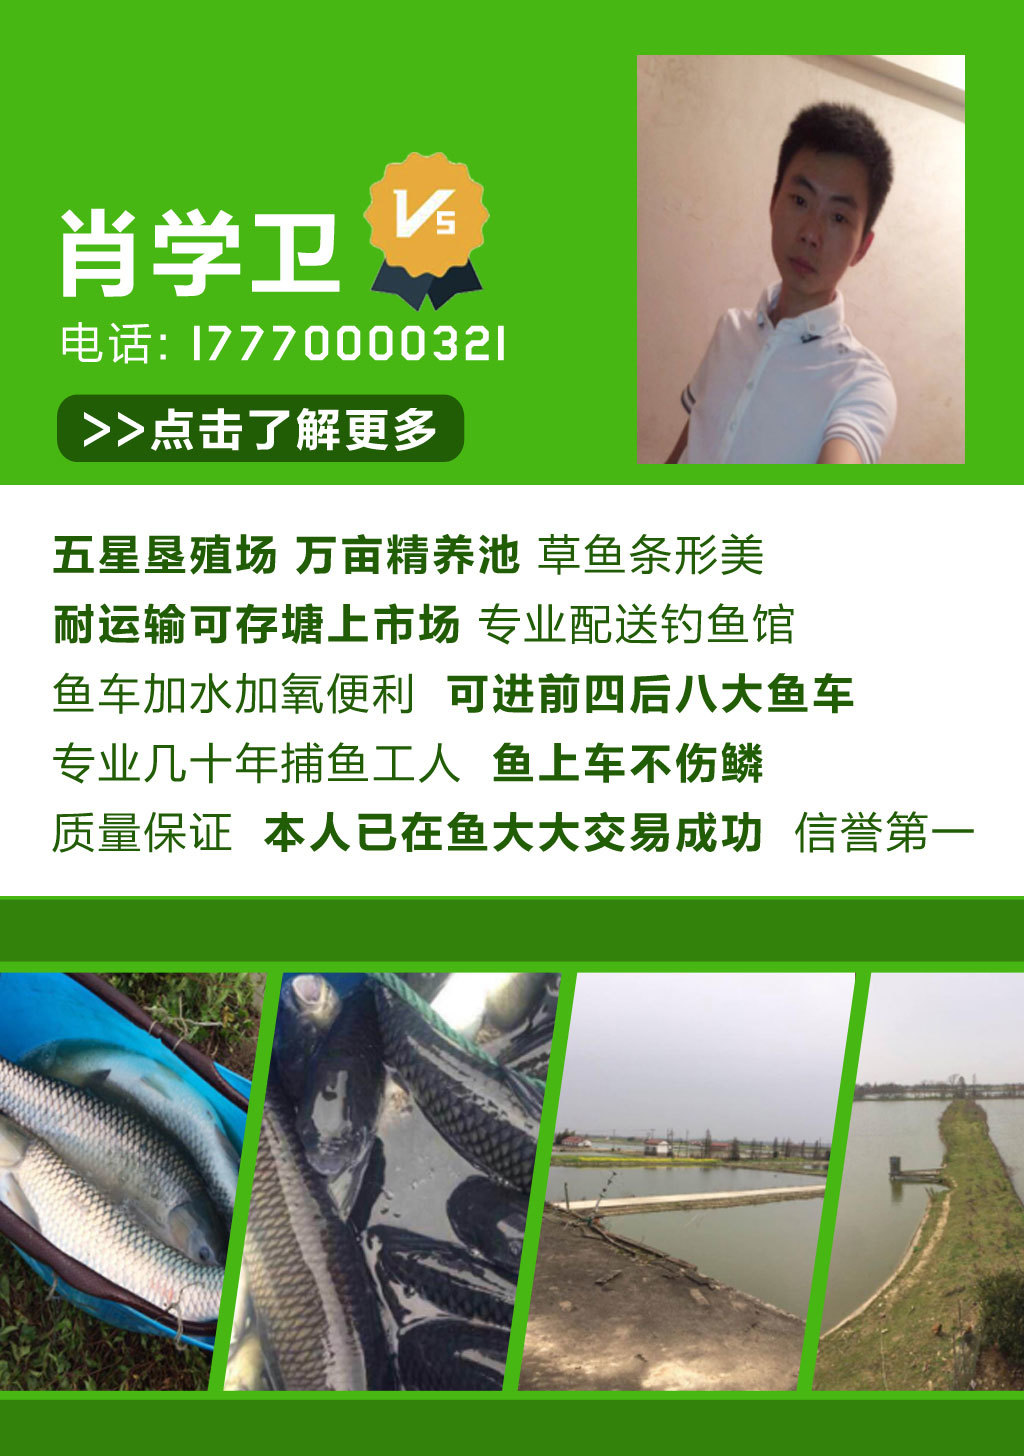 肖学卫
V5
电话: 17770000321
>>点击了解更多
五星垦殖场 万亩精养池 草鱼条形美
耐运输可存塘上市场 专业配送钓鱼馆
鱼车加水加氧便利 可进前四后八大鱼车
专业几十年捕鱼工人 鱼上车不伤鳞
质量保证 本人已在鱼大大交易成功 信誉第一